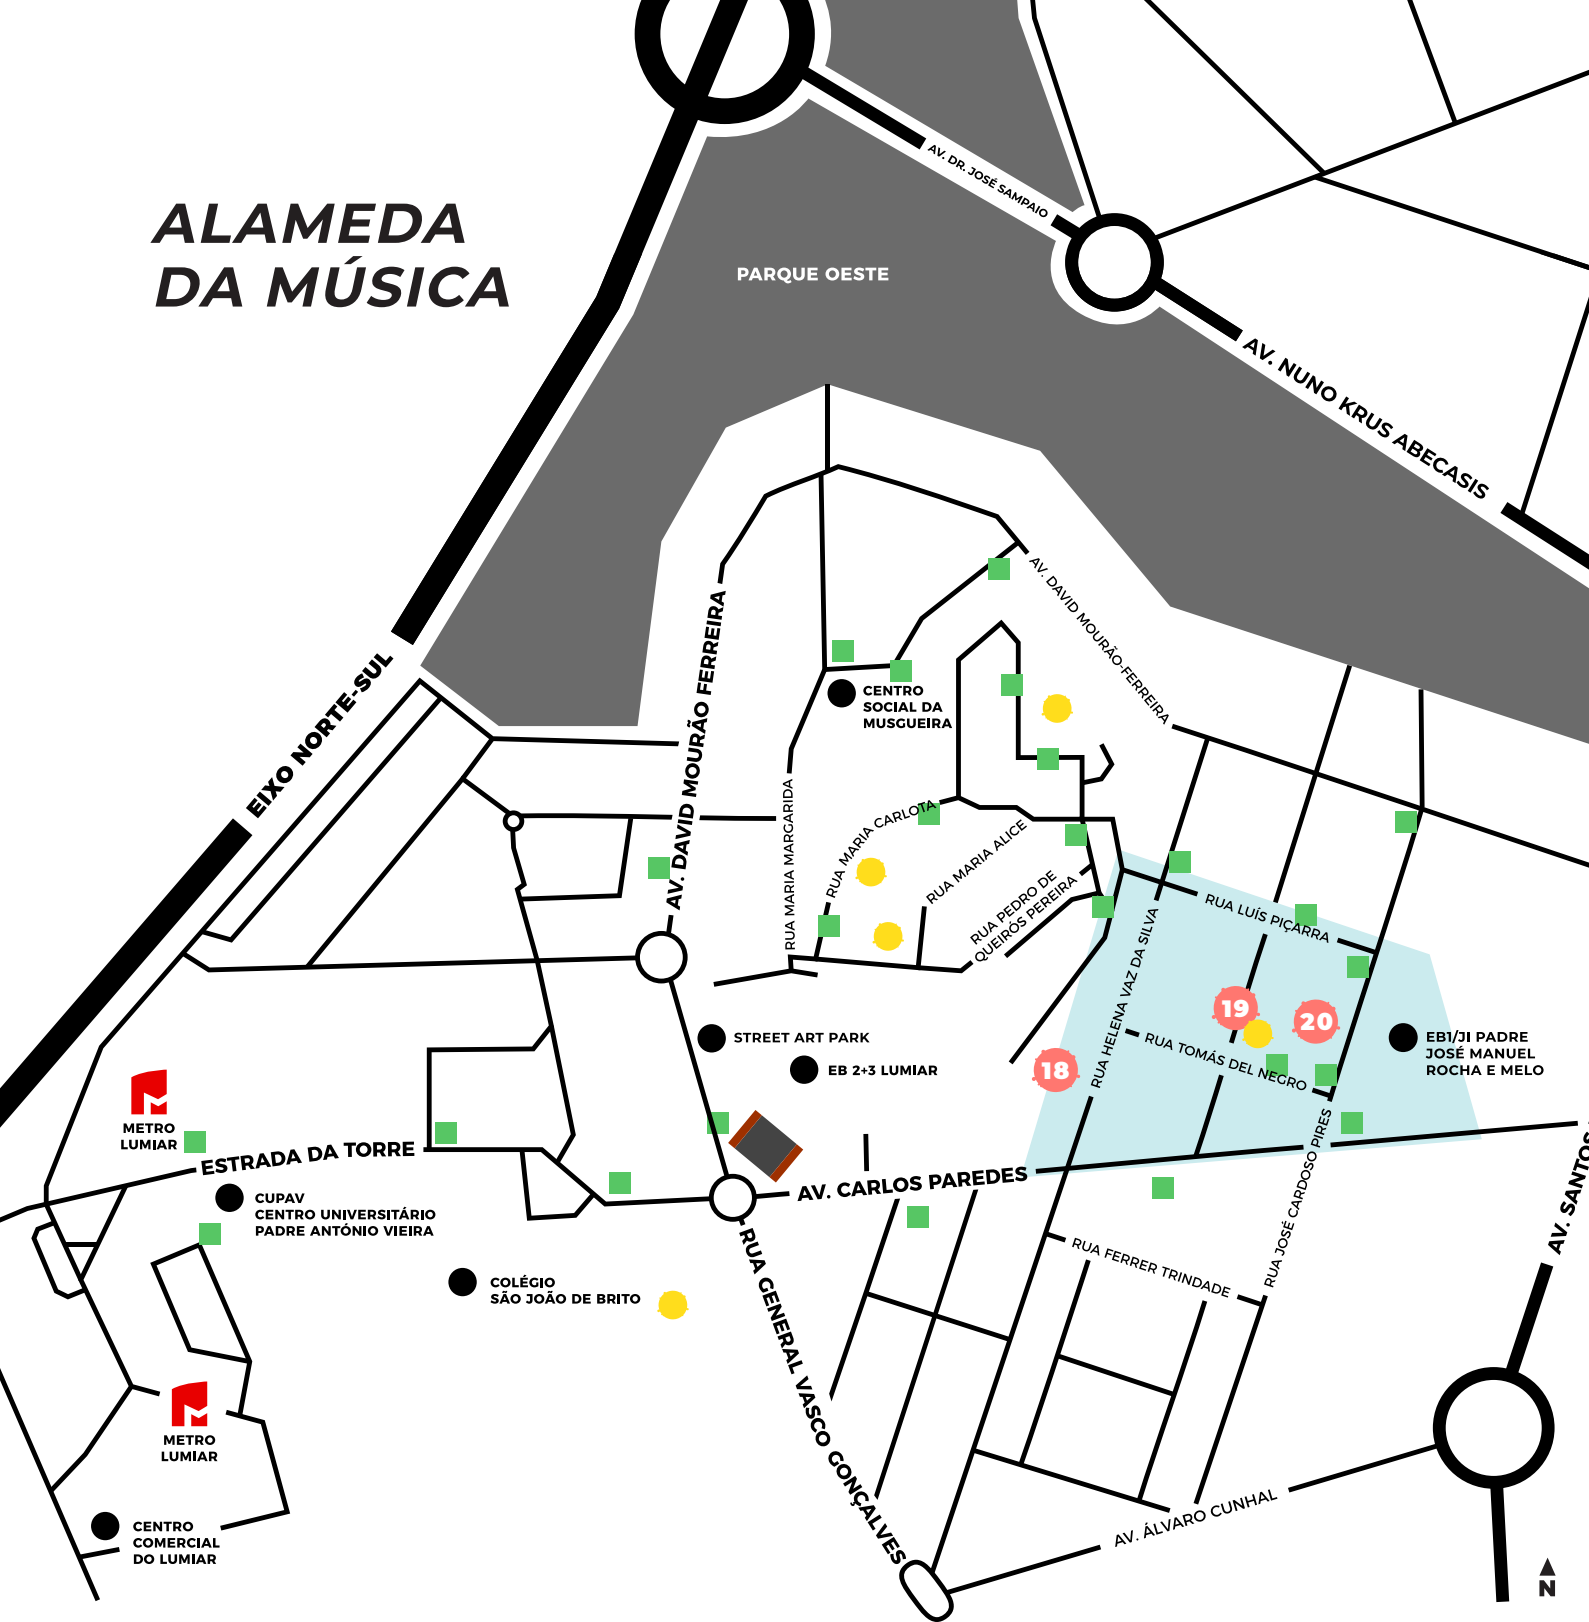 ALAMEDA
DA MÚSICA
AV. DR. JOSÉ SAMPAIO
PARQUE OESTE
AV. NUNO KRUS ABECASIS
AV. DAVID MOURÃO-FERREIRA
AV. DAVID MOURÃO FERREIRA
EIXO NORTE-SUL
CENTRO
SOCIAL DA
MUSGUEIRA
RUA MARIA MARGARIDA
RUA MARIA CARLOTA
RUA MARIA ALICE
RUA PEDRO DE
QUEIRÓS PEREIRA
RUA LUÍS PIÇARRA
RUA HELENA VAZ DA SILVA
19
20
18
RUA TOMÁS DEL NEGRO
EB1/JI PADRE
JOSÉ MANUEL
ROCHA E MELO
STREET ART PARK
EB 2+3 LUMIAR
METRO
LUMIAR
ESTRADA DA TORRE
AV. CARLOS PAREDES
CUPAV
CENTRO UNIVERSITÁRIO
PADRE ANTÓNIO VIEIRA
RUA JOSÉ CARDOSO PIRES
AV. SANTOS
RUA FERRER TRINDADE
COLÉGIO
SÃO JOÃO DE BRITO
RUA GENERAL VASCO GONÇALVES
METRO
LUMIAR
AV. ÁLVARO CUNHAL
CENTRO
COMERCIAL
DO LUMIAR
N